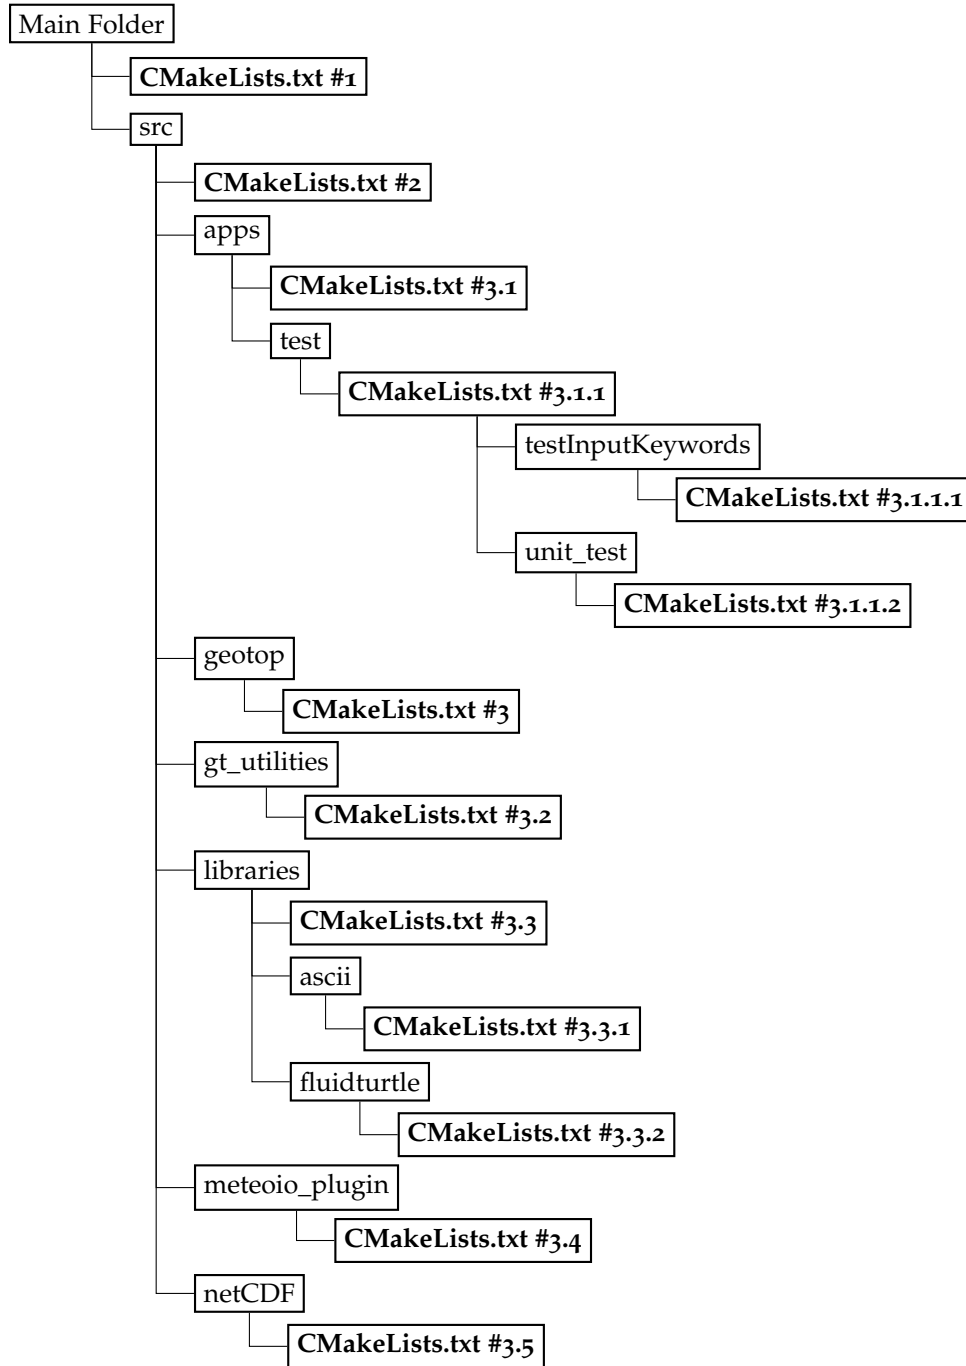 Main Folder
CMakeLists.txt #1
src
CMakeLists.txt #2
apps
CMakeLists.txt #3.1
test
CMakeLists.txt #3.1.1
testInputKeywords
CMakeLists.txt #3.1.1.1
unit_test
CMakeLists.txt #3.1.1.2
geotop
CMakeLists.txt #3
gt_utilities
CMakeLists.txt #3.2
libraries
CMakeLists.txt #3.3
ascii
CMakeLists.txt #3.3.1
fluidturtle
CMakeLists.txt #3.3.2
meteoio_plugin
CMakeLists.txt #3.4
netCDF
CMakeLists.txt #3.5